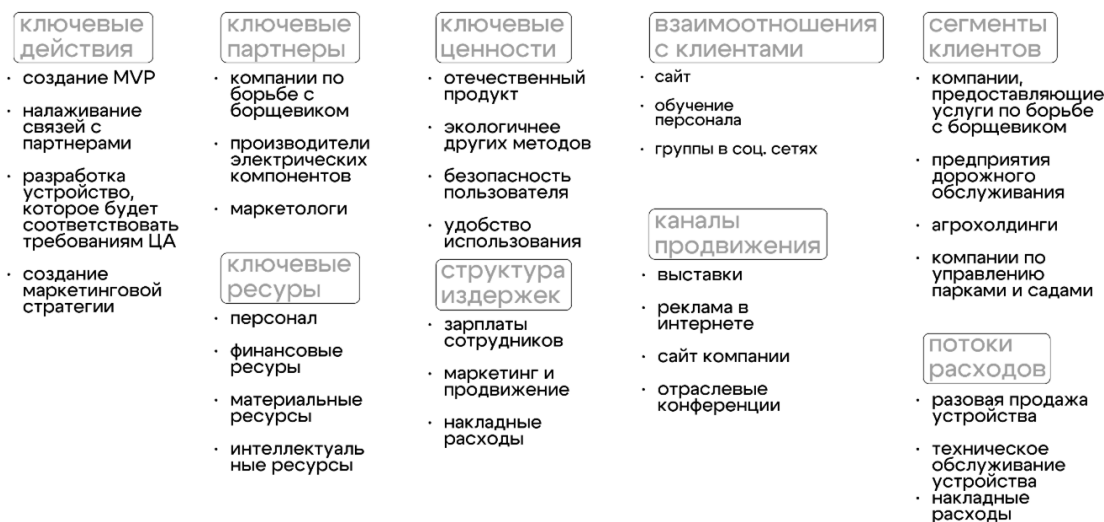 ключевые
действия
· создание MVP
· налаживание
связей с
партнерами
· разработка
устройство,
которое будет
соответствовать
требованиям ЦА
· создание
маркетинговой
стратегии
ключевые
партнеры
· компании по
борьбе с
борщевиком
· производители
электрических
компонентов
· маркетологи
ключевые
ресуры
· персонал
· финансовые
ресуры
· материальные
ресурсы
· интеллектуаль
ные ресурсы
ключевые
ценности
· отечественный
продукт
· экологичнее
других методов
· безопасность
пользователя
· удобство
использования
структура
издержек
· зарплаты
сотрудников
· маркетинг и
продвижение
· накладные
расходы
взаимоотношения
с клиентами
· сайт
· обучение
персонала
· группы в соц. сетях
каналы
продвижения
· выставки
· реклама в
интернете
· сайт компании
· отраслевые
конференции
сегменты
клиентов
· компании,
предоставляющие
услуги по борьбе
с борщевиком
· предприятия
дорожного
обслуживания
· агрохолдинги
· компании по
управлению
парками и садами
потоки
расходов
· разовая продажа
устройства
· техническое
обслуживание
устройства
· накладные
расходы